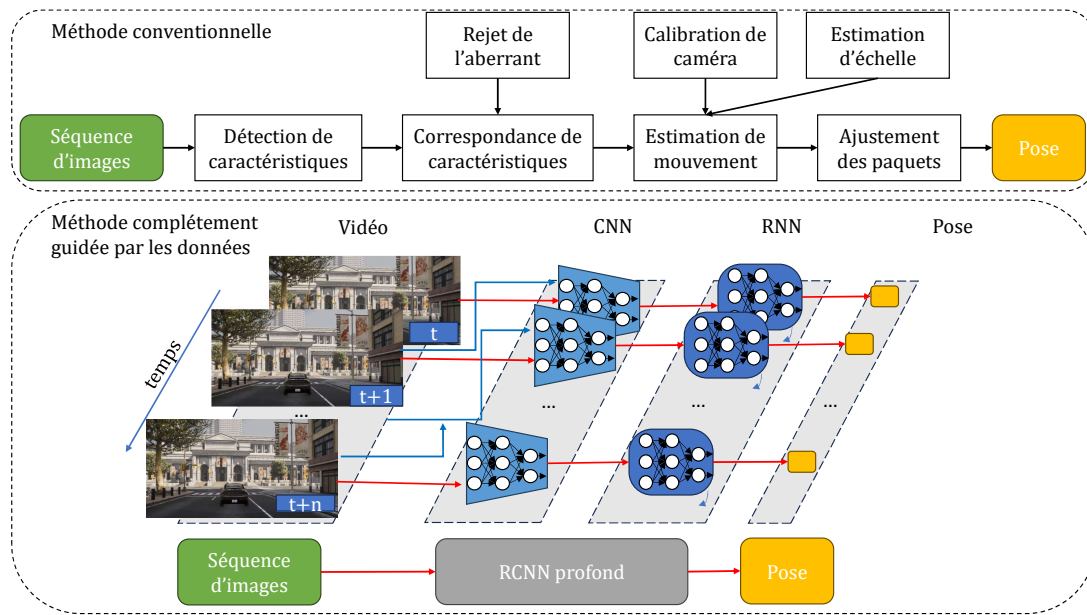 Méthode conventionnelle
Rejet de
l'aberrant
Calibration de
caméra
Estimation
d'échelle
Séquence
d'images
Détection de
caractéristiques
Correspondance de
caractéristiques
Estimation de
mouvement
Ajustement
des paquets
Pose
Méthode complétement
guidée par les données
Vidéo
CNN
RNN
Pose
temps
t
t+1
...
...
...
...
t+n
Séquence
d'images
RCNN profond
Pose